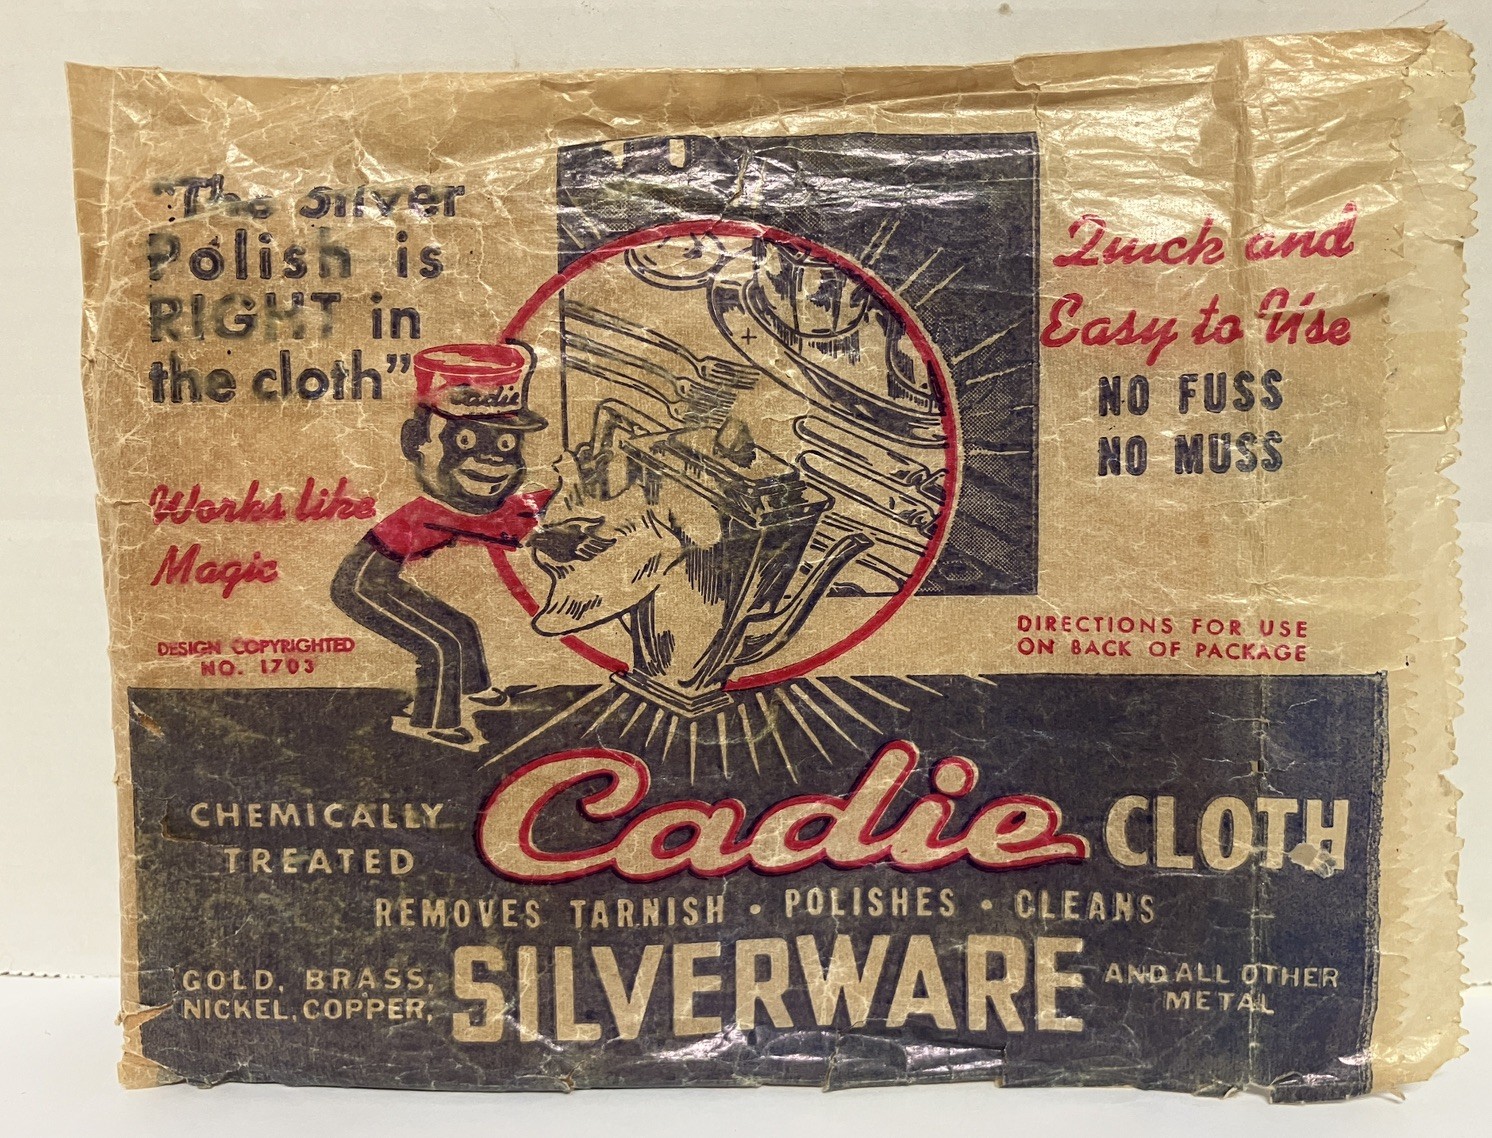 "The Silver
Polish is
RIGHT in
the cloth"
Works like
Magic
DESIGN COPYRIGHTED
NO. 1703
Cadie
Quick and
Easy to Use
NO FUSS
NO MUSS
DIRECTIONS FOR USE
ON BACK OF PACKAGE
CHEMICALLY
TREATED
Cadie CLOTH
REMOVES TARNISH • POLISHES • CLEANS
GOLD, BRASS,
NICKEL, COPPER,
SILVERWARE
AND ALL OTHER
METAL